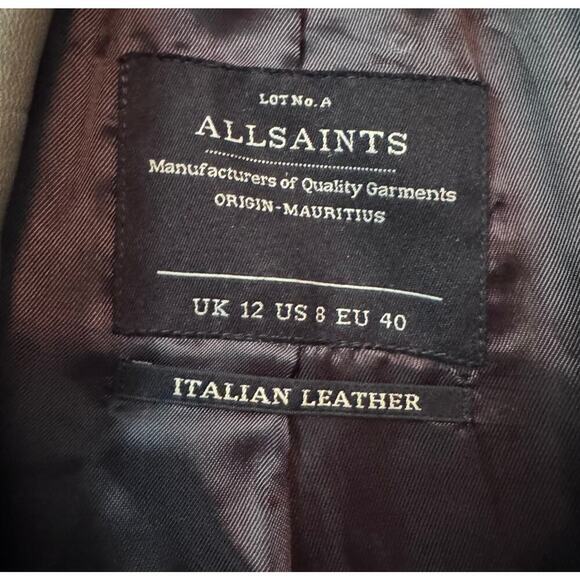 LOT No. A
ALLSAINTS
Manufacturers of Quality Garments
ORIGIN-MAURITIUS
UK 12 US 8 EU 40
ITALIAN LEATHER